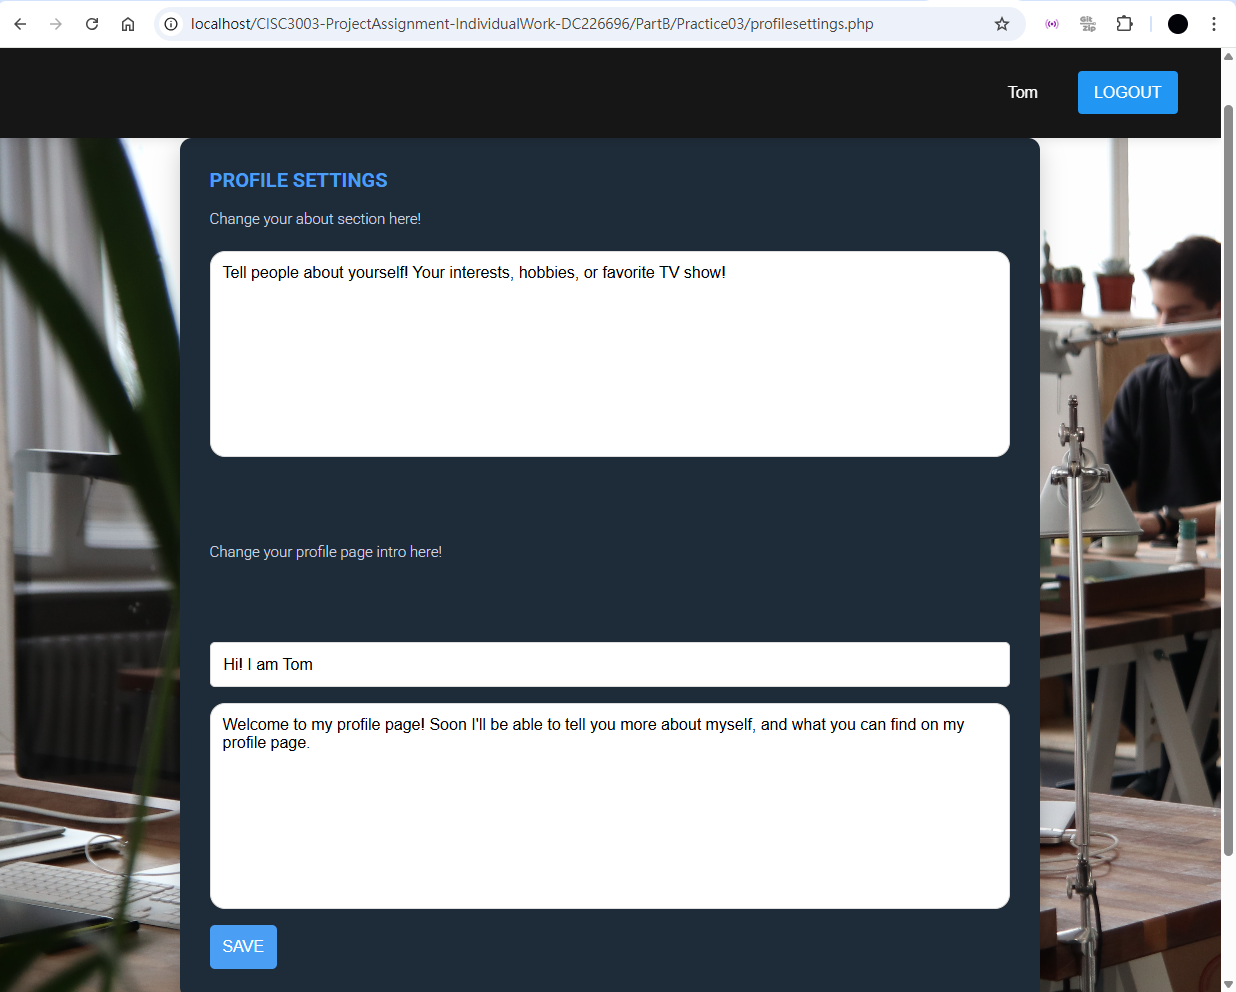 localhost/CISC3003-ProjectAssignment-IndividualWork-DC226696/PartB/Practice03/profilesettings.php
Git
Zip
Tom
LOGOUT
PROFILE SETTINGS
Change your about section here!
Tell people about yourself! Your interests, hobbies, or favorite TV show!
Change your profile page intro here!
Hi! I am Tom
Welcome to my profile page! Soon I'll be able to tell you more about myself, and what you can find on my
profile page.
SAVE